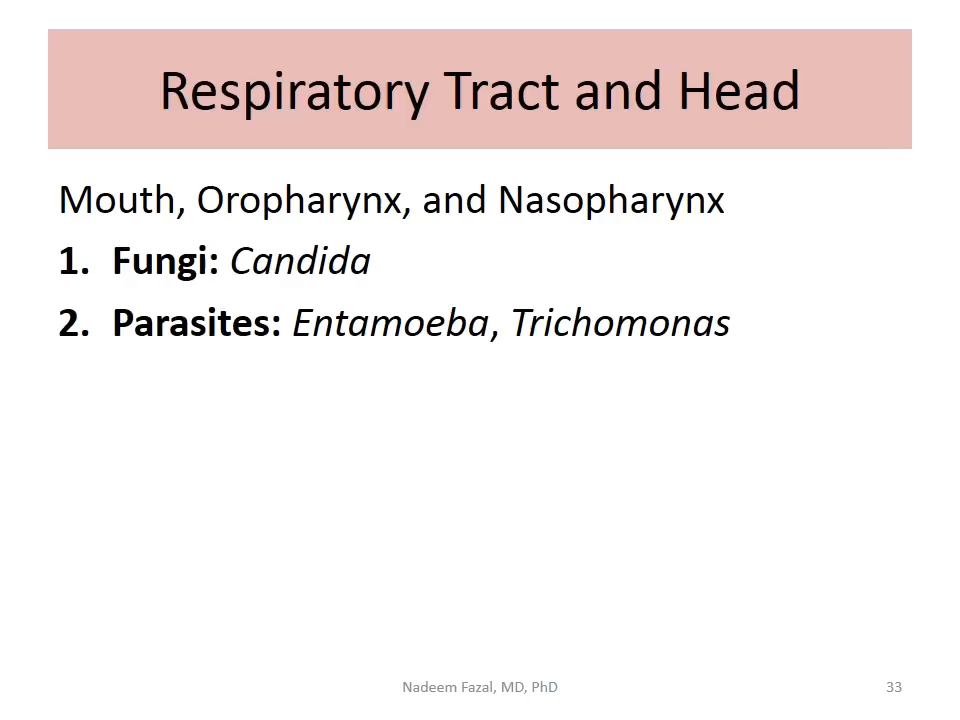 Respiratory Tract and Head
Mouth, Oropharynx, and Nasopharynx
1. Fungi: Candida
2. Parasites: Entamoeba, Trichomonas
Nadeem Fazal, MD, PhD
33